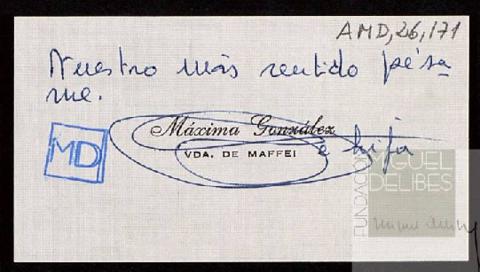 AMD,26,171
Nuestro más sentido pésa
me.
Máxima González
VDA. DE MAFFEI
e hija
MD
FUNDACIÓN
MIGUEL
DELIBES